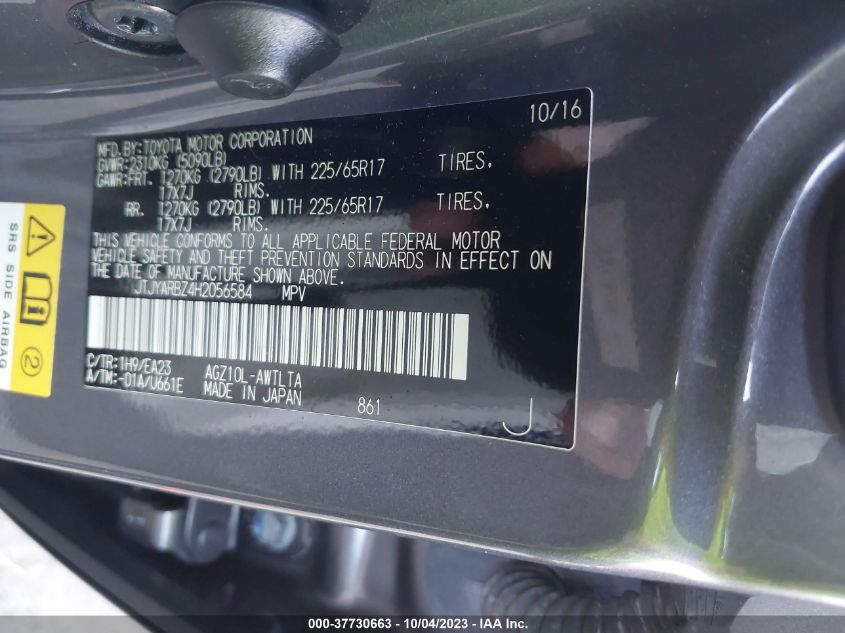 10/16
MFD.BY:TOYOTA MOTOR CORPORATION
GVWR:2310KG (5090LB)
GAWR:FRT. 1270KG (2790LB) WITH 225/65R17 TIRES,
17X7J RIMS.
RR. 1270KG (2790LB) WITH 225/65R17 TIRES,
17X7J RIMS.
THIS VEHICLE CONFORMS TO ALL APPLICABLE FEDERAL MOTOR
VEHICLE SAFETY AND THEFT PREVENTION STANDARDS IN EFFECT ON
THE DATE OF MANUFACTURE SHOWN ABOVE.
JTJYARBZ4H2056584 MPV
C/TR:1H9/EA23 AGZ10L-AWTLTA
A/TM:-01A/U661E MADE IN JAPAN
861
J
SRS SIDE AIRBAG
2
000-37730663 - 10/04/2023 - IAA Inc.